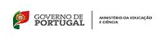 GOVERNO DE
PORTUGAL
MINISTÉRIO DA EDUCAÇÃO
E CIÊNCIA